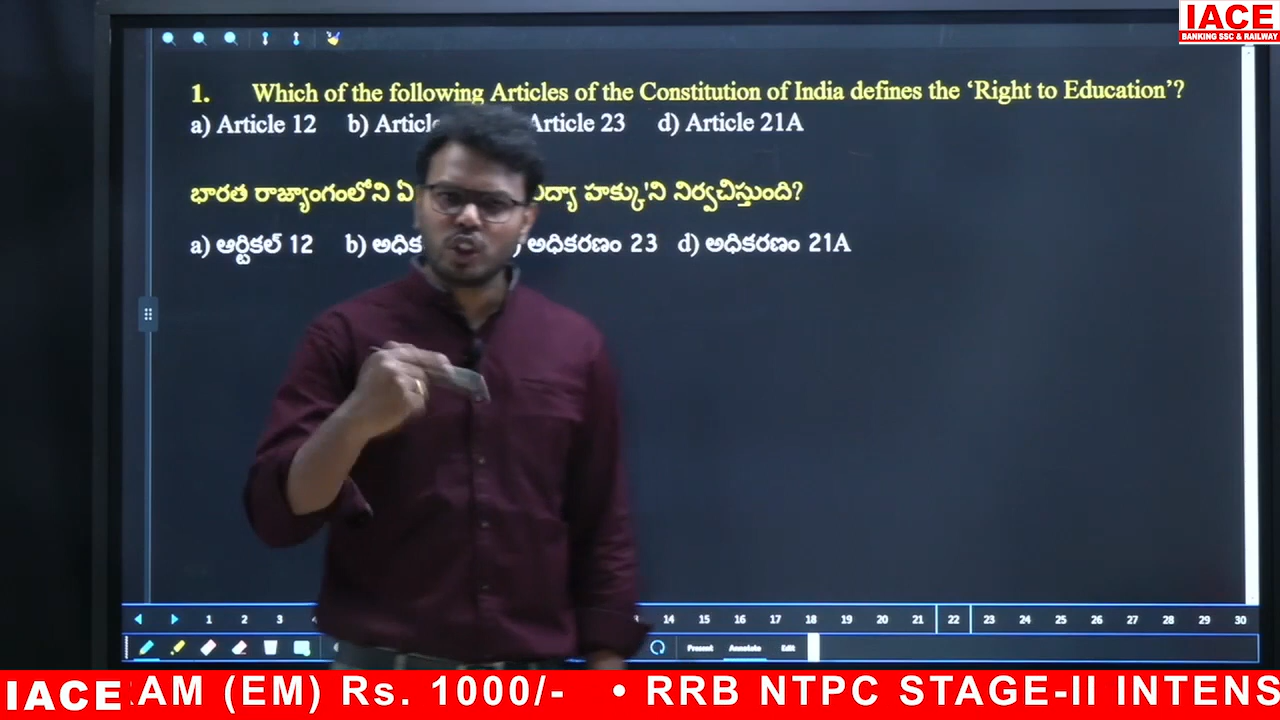 IACE
BANKING SSC & RAILWAY
1. Which of the following Articles of the Constitution of India defines the ‘Right to Education’?
a) Article 12 b) Article 23 d) Article 21A
భారత రాజ్యాంగంలోని హక్కు'ని నిర్వచిస్తుంది?
a) ఆర్టికల్ 12 b) అధికరణం 23 d) అధికరణం 21A
1 2 3 14 15 16 17 18 19 20 21 22 23 24 25 26 27 28 29 30
Present Annotate Edit
IACE AM (EM) Rs. 1000/- • RRB NTPC STAGE-II INTENS